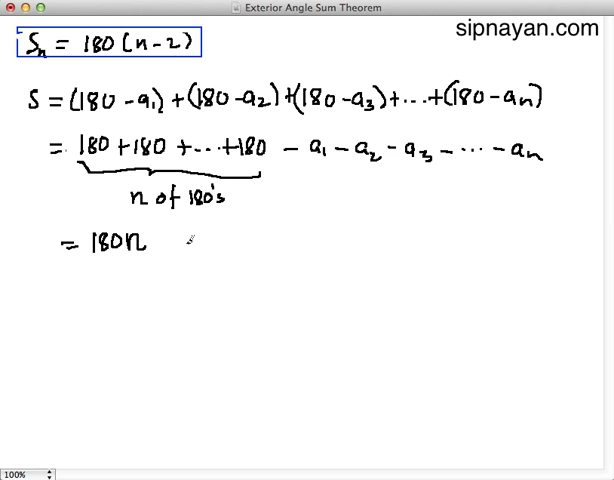 Exterior Angle Sum Theorem
sipnayan.com
Sₙ = 180(n-2)
S = (180 - a₁) + (180 - a₂) + (180 - a₃) + ... + (180 - aₙ)
= 180 + 180 + ... + 180 - a₁ - a₂ - a₃ - ... - aₙ
n of 180's
= 180n
100%